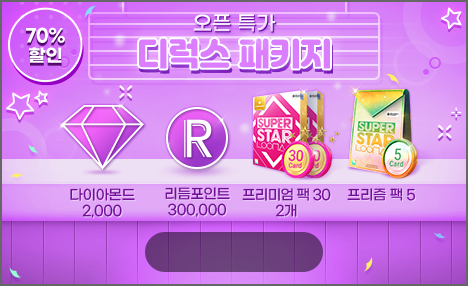 70%
할인
오픈 특가
디럭스 패키지
R
SUPER
STAR
LOONA
30
Card
SUPER
STAR
LOONA
5
Card
다이아몬드
2,000
리듬포인트
300,000
프리미엄 팩 30
2개
프리즘 팩 5